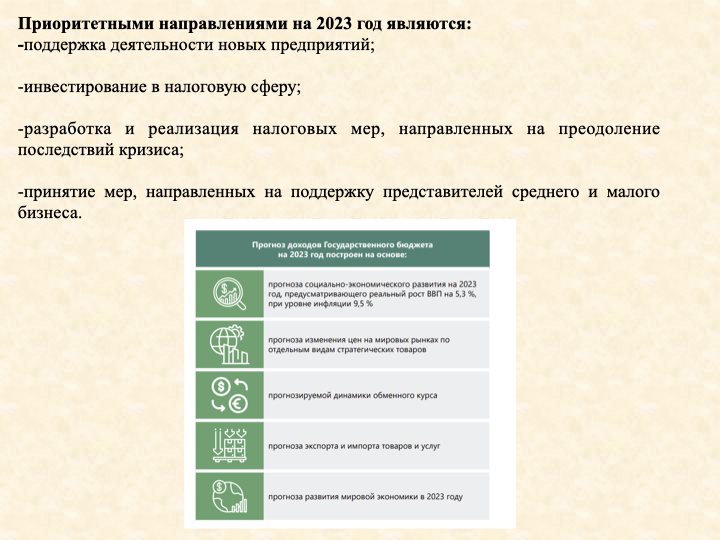 Приоритетными направлениями на 2023 год являются:
-поддержка деятельности новых предприятий;
-инвестирование в налоговую сферу;
-разработка и реализация налоговых мер, направленных на преодоление
последствий кризиса;
-принятие мер, направленных на поддержку представителей среднего и малого
бизнеса.
Прогноз доходов Государственного бюджета
на 2023 год построен на основе:
прогноза социально-экономического развития на 2023
год, предусматривающего реальный рост ВВП на 5,3 %,
при уровне инфляции 9,5 %
прогноза изменения цен на мировых рынках по
отдельным видам стратегических товаров
прогнозируемой динамики обменного курса
прогноза экспорта и импорта товаров и услуг
прогноза развития мировой экономики в 2023 году